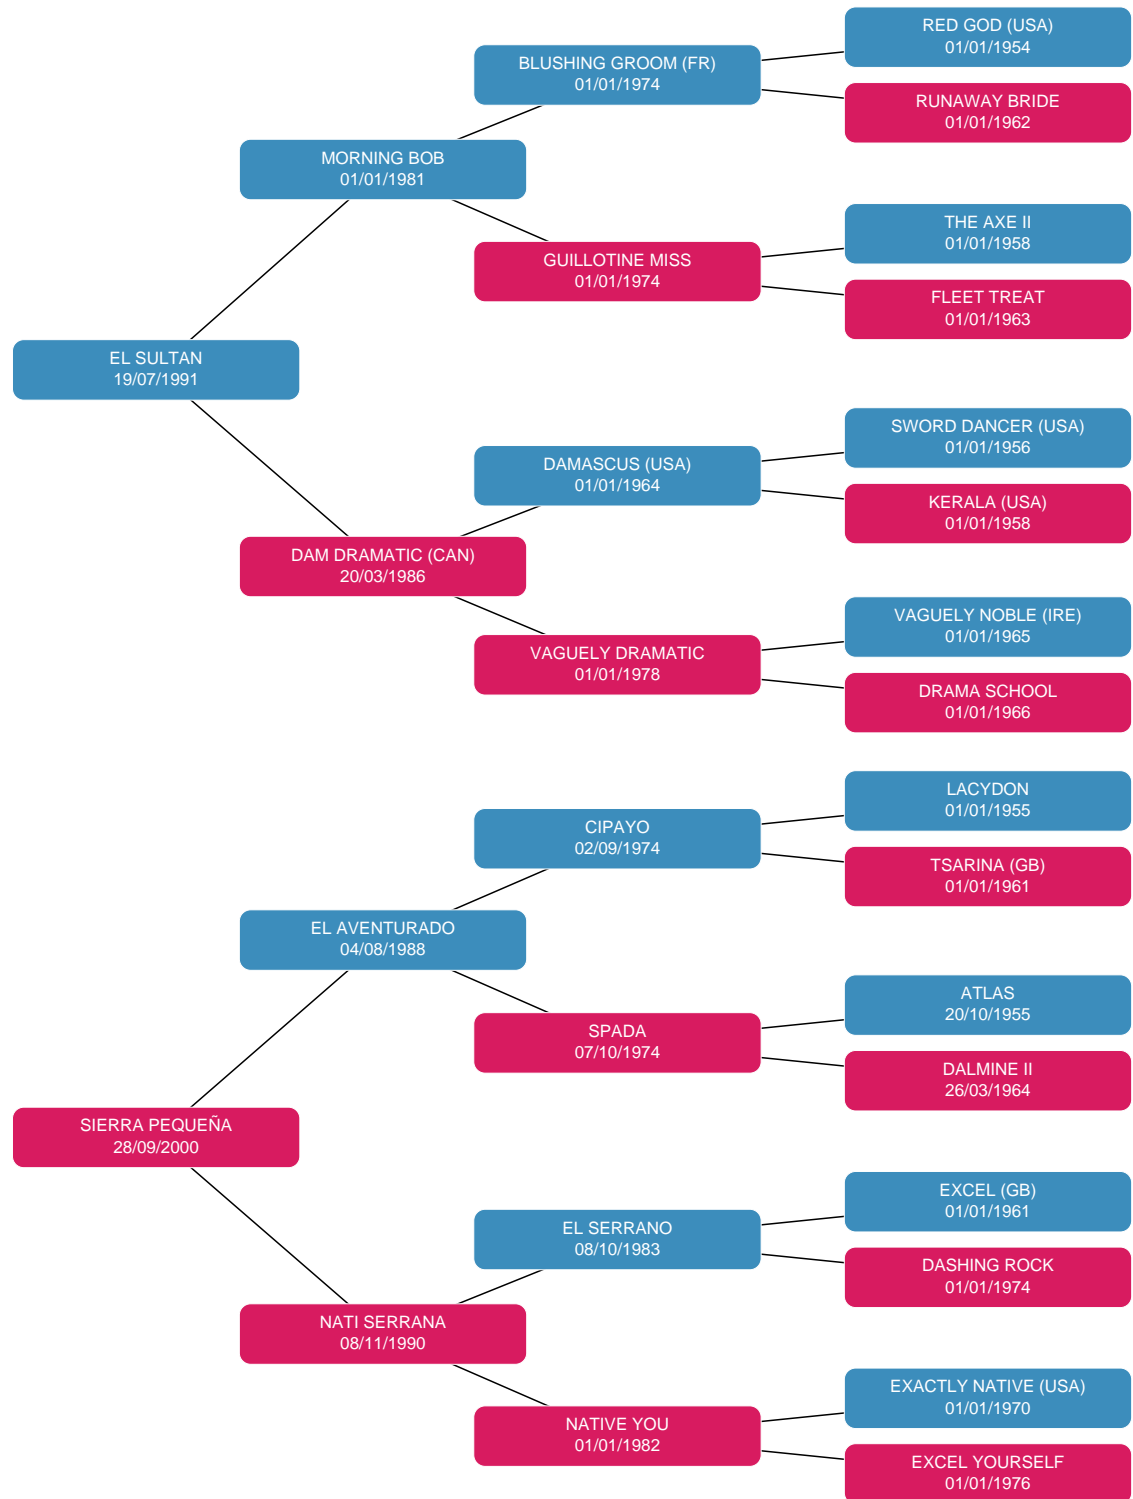 RED GOD (USA)
01/01/1954
BLUSHING GROOM (FR)
01/01/1974
RUNAWAY BRIDE
01/01/1962
MORNING BOB
01/01/1981
THE AXE II
01/01/1958
GUILLOTINE MISS
01/01/1974
FLEET TREAT
01/01/1963
EL SULTAN
19/07/1991
SWORD DANCER (USA)
01/01/1956
DAMASCUS (USA)
01/01/1964
KERALA (USA)
01/01/1958
DAM DRAMATIC (CAN)
20/03/1986
VAGUELY NOBLE (IRE)
01/01/1965
VAGUELY DRAMATIC
01/01/1978
DRAMA SCHOOL
01/01/1966
LACYDON
01/01/1955
CIPAYO
02/09/1974
TSARINA (GB)
01/01/1961
EL AVENTURADO
04/08/1988
ATLAS
20/10/1955
SPADA
07/10/1974
DALMINE II
26/03/1964
SIERRA PEQUEÑA
28/09/2000
EXCEL (GB)
01/01/1961
EL SERRANO
08/10/1983
DASHING ROCK
01/01/1974
NATI SERRANA
08/11/1990
EXACTLY NATIVE (USA)
01/01/1970
NATIVE YOU
01/01/1982
EXCEL YOURSELF
01/01/1976